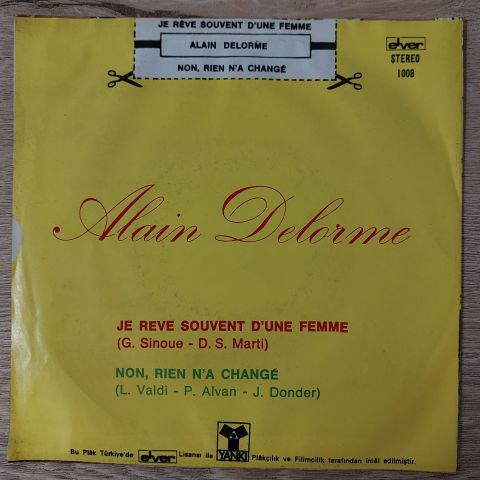 JE RÊVE SOUVENT D'UNE FEMME
ALAIN DELORME
NON, RIEN N'A CHANGÉ
elver
STEREO
1008
Alain Delorme
JE REVE SOUVENT D'UNE FEMME
(G. Sinoue - D. S. Marti)
NON, RIEN N'A CHANGÉ
(L. Valdi - P. Alvan - J. Donder)
Bu Plâk Türkiye'de elver Lisansı ile YANKI Plâkçılık ve Filimcilik tarafından imâl edilmiştir.